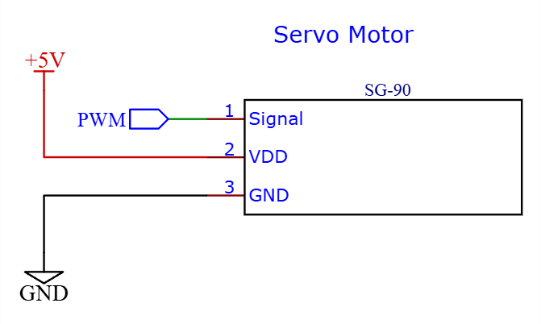 Servo Motor
+5V
SG-90
PWM 1 Signal
2 VDD
3 GND
GND